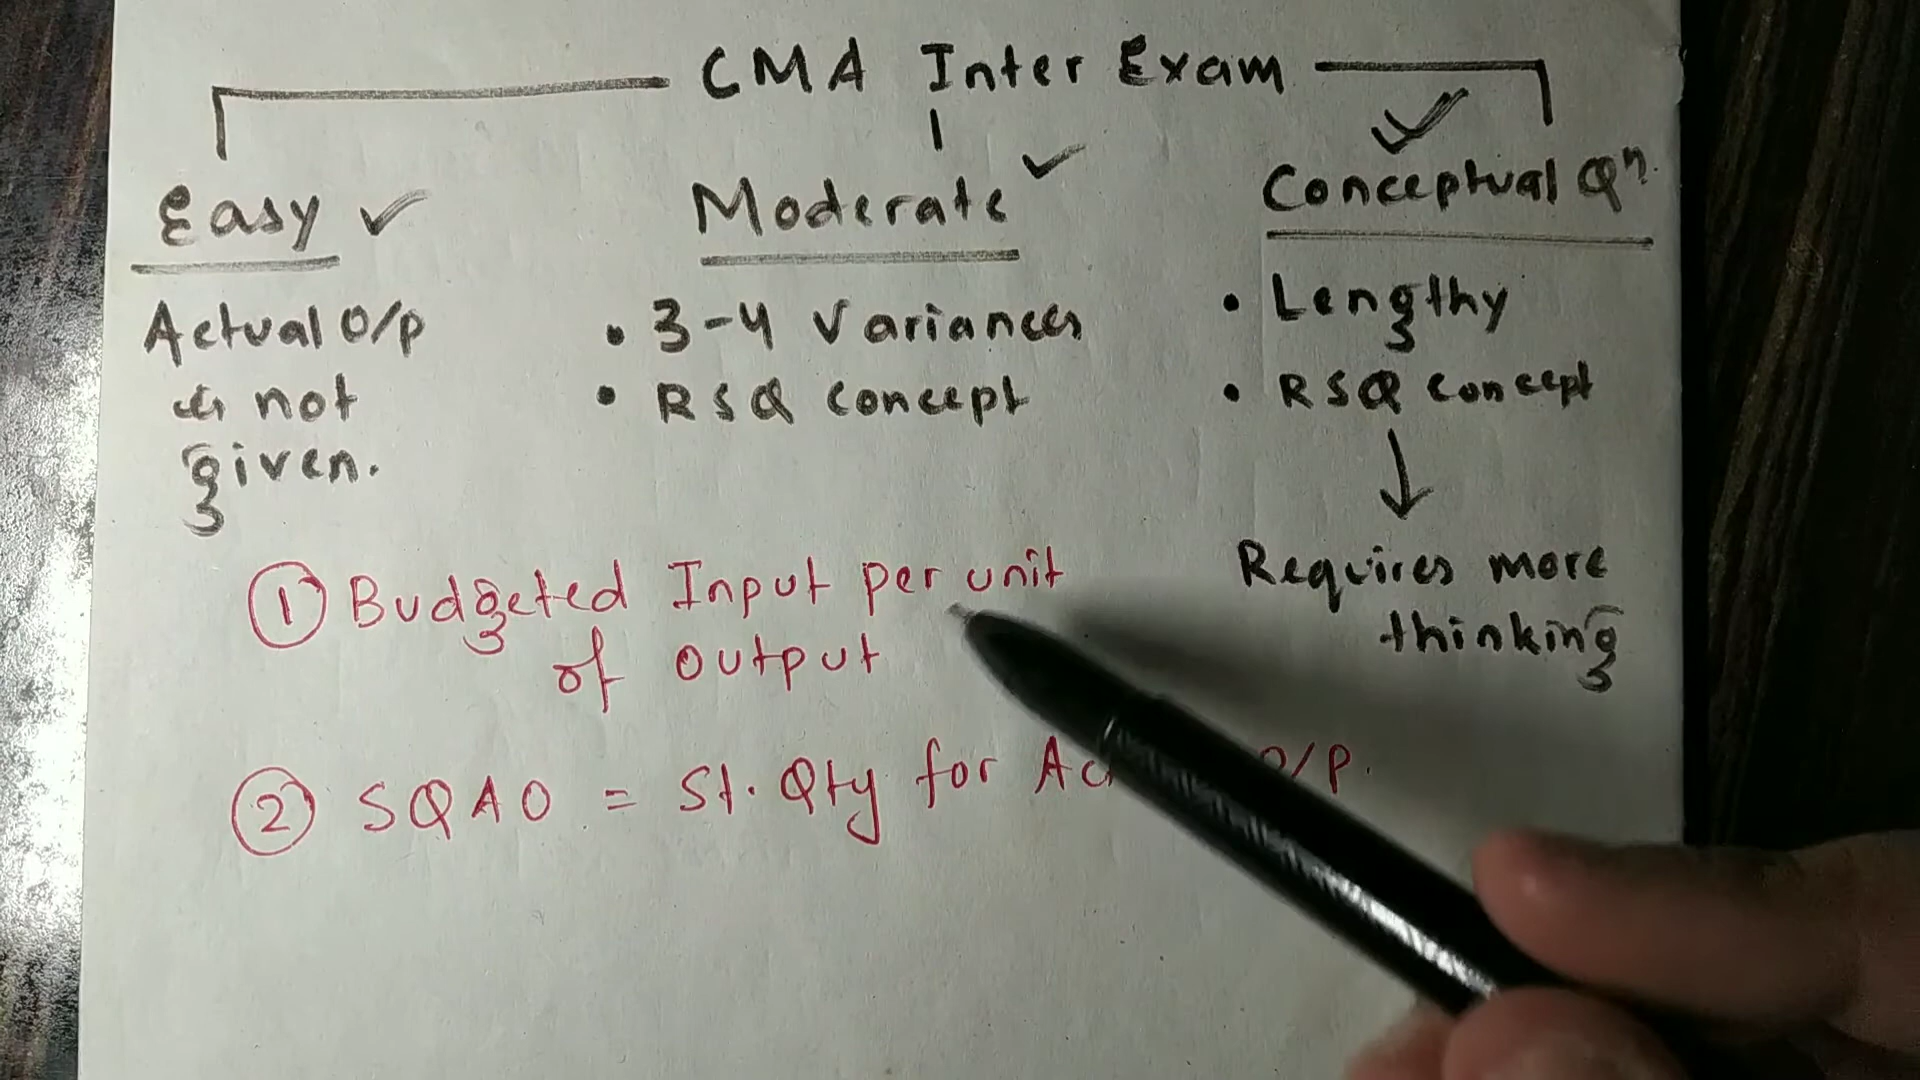 CMA Inter Exam
Easy
Actual O/p
is not
given.
Moderate
• 3-4 Variances
• RSQ concept
Conceptual Qⁿ.
• Lengthy
• RSQ concept
Requires more
thinking
① Budgeted Input per unit
of output
② SQAO = St. Qty for O/P.